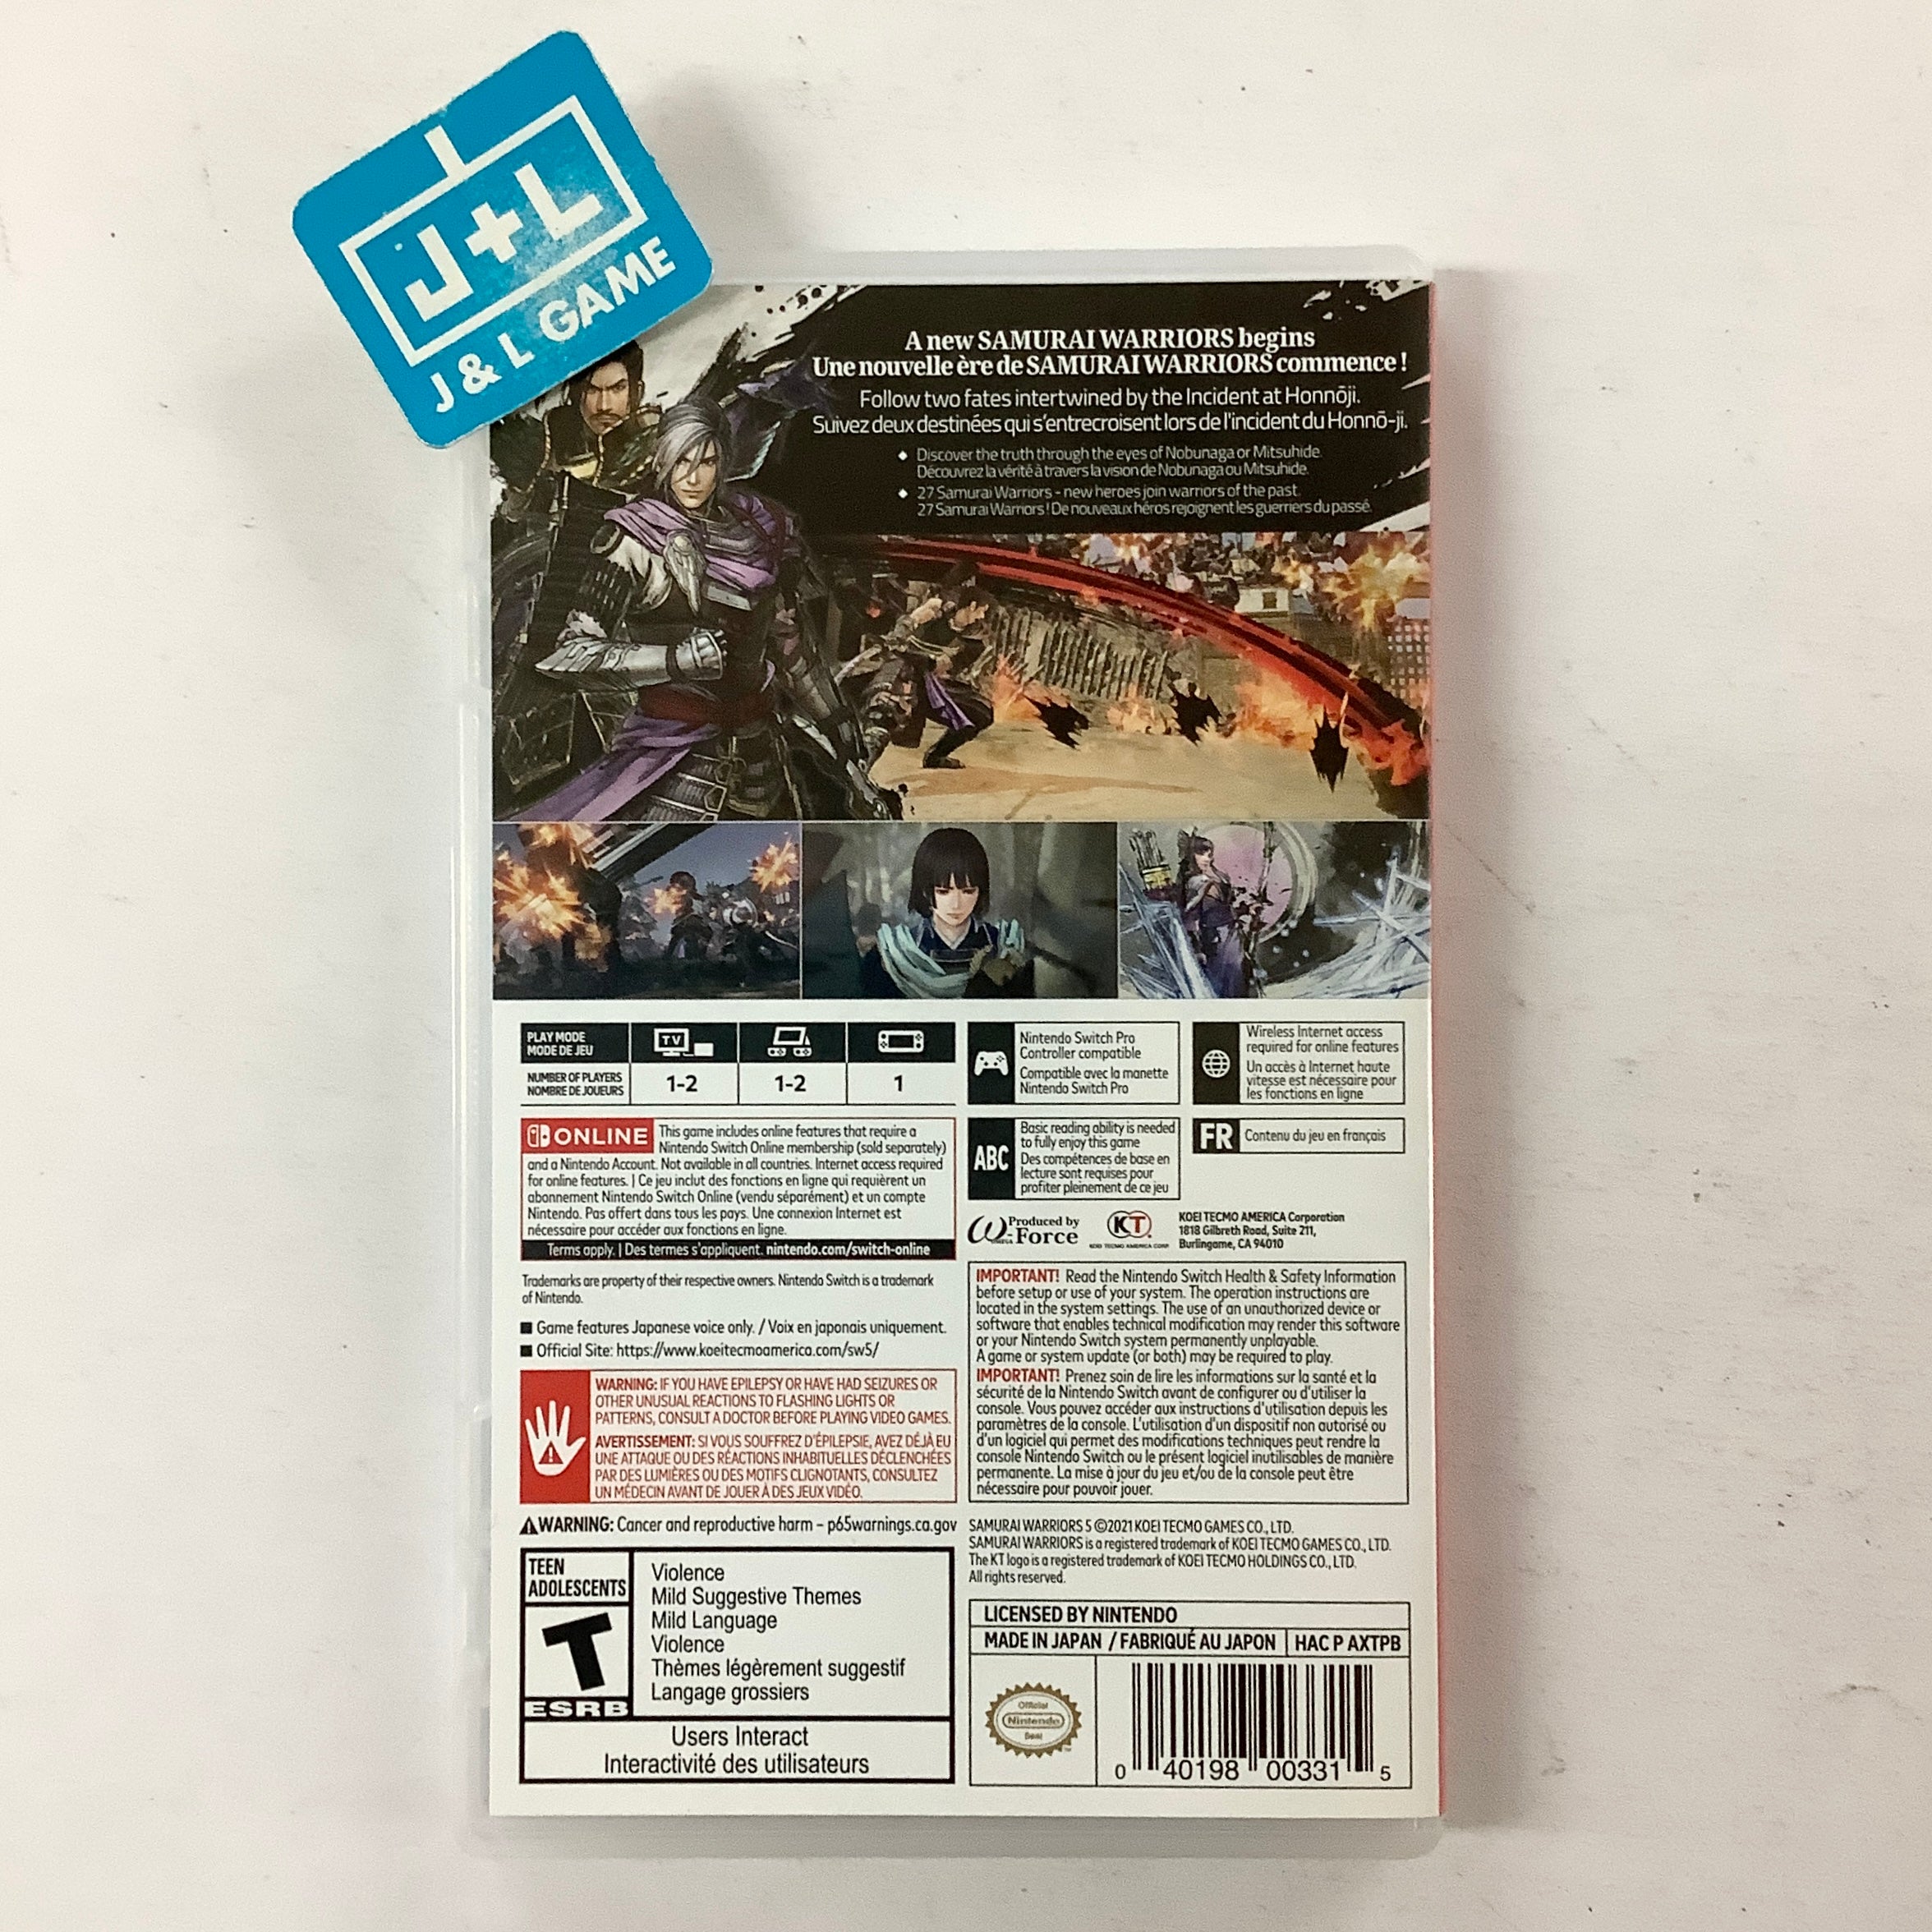 J+L
J & L GAME
A new SAMURAI WARRIORS begins
Une nouvelle ère de SAMURAI WARRIORS commence !
Follow two fates intertwined by the Incident at Honnōji.
Suivez deux destinées qui s'entrecroisent lors de l'incident du Honnō-ji.
◆ Discover the truth through the eyes of Nobunaga or Mitsuhide.
Découvrez la vérité à travers la vision de Nobunaga ou Mitsuhide.
◆ 27 Samurai Warriors - new heroes join warriors of the past.
27 Samurai Warriors ! De nouveaux héros rejoignent les guerriers du passé.
PLAY MODE
MODE DE JEU
TV
NUMBER OF PLAYERS
NOMBRE DE JOUEURS
1-2
1-2
1
Nintendo Switch Pro
Controller compatible
Compatible avec la manette
Nintendo Switch Pro
Wireless Internet access
required for online features
Un accès à Internet haute
vitesse est nécessaire pour
les fonctions en ligne
ONLINE This game includes online features that require a
Nintendo Switch Online membership (sold separately)
and a Nintendo Account. Not available in all countries. Internet access required
for online features. | Ce jeu inclut des fonctions en ligne qui requièrent un
abonnement Nintendo Switch Online (vendu séparément) et un compte
Nintendo. Pas offert dans tous les pays. Une connexion Internet est
nécessaire pour accéder aux fonctions en ligne.
Terms apply. | Des termes s'appliquent. nintendo.com/switch-online
ABC
Basic reading ability is needed
to fully enjoy this game
Des compétences de base en
lecture sont requises pour
profiter pleinement de ce jeu
FR Contenu du jeu en français
Produced by
ω-Force
OMEGA
KT
KOEI TECMO AMERICA CORP.
KOEI TECMO AMERICA Corporation
1818 Gilbreth Road, Suite 211,
Burlingame, CA 94010
Trademarks are property of their respective owners. Nintendo Switch is a trademark
of Nintendo.
■ Game features Japanese voice only. / Voix en japonais uniquement.
■ Official Site: https://www.koeitecmoamerica.com/sw5/
WARNING: IF YOU HAVE EPILEPSY OR HAVE HAD SEIZURES OR
OTHER UNUSUAL REACTIONS TO FLASHING LIGHTS OR
PATTERNS, CONSULT A DOCTOR BEFORE PLAYING VIDEO GAMES.
AVERTISSEMENT: SI VOUS SOUFFREZ D'ÉPILEPSIE, AVEZ DÉJÀ EU
UNE ATTAQUE OU DES RÉACTIONS INHABITUELLES DÉCLENCHÉES
PAR DES LUMIÈRES OU DES MOTIFS CLIGNOTANTS, CONSULTEZ
UN MÉDECIN AVANT DE JOUER À DES JEUX VIDÉO.
IMPORTANT! Read the Nintendo Switch Health & Safety Information
before setup or use of your system. The operation instructions are
located in the system settings. The use of an unauthorized device or
software that enables technical modification may render this software
or your Nintendo Switch system permanently unplayable.
A game or system update (or both) may be required to play.
IMPORTANT! Prenez soin de lire les informations sur la santé et la
sécurité de la Nintendo Switch avant de configurer ou d'utiliser la
console. Vous pouvez accéder aux instructions d'utilisation depuis les
paramètres de la console. L'utilisation d'un dispositif non autorisé ou
d'un logiciel qui permet des modifications techniques peut rendre la
console Nintendo Switch ou le présent logiciel inutilisables de manière
permanente. La mise à jour du jeu et/ou de la console peut être
nécessaire pour pouvoir jouer.
⚠WARNING: Cancer and reproductive harm – p65warnings.ca.gov
SAMURAI WARRIORS 5 ©2021 KOEI TECMO GAMES CO., LTD.
SAMURAI WARRIORS is a registered trademark of KOEI TECMO GAMES CO., LTD.
The KT logo is a registered trademark of KOEI TECMO HOLDINGS CO., LTD.
All rights reserved.
TEEN
ADOLESCENTS
T
ESRB
Violence
Mild Suggestive Themes
Mild Language
Violence
Thèmes légèrement suggestif
Langage grossiers
Users Interact
Interactivité des utilisateurs
LICENSED BY NINTENDO
MADE IN JAPAN / FABRIQUÉ AU JAPON HAC P AXTPB
Official
Nintendo
Seal
0 40198 00331 5